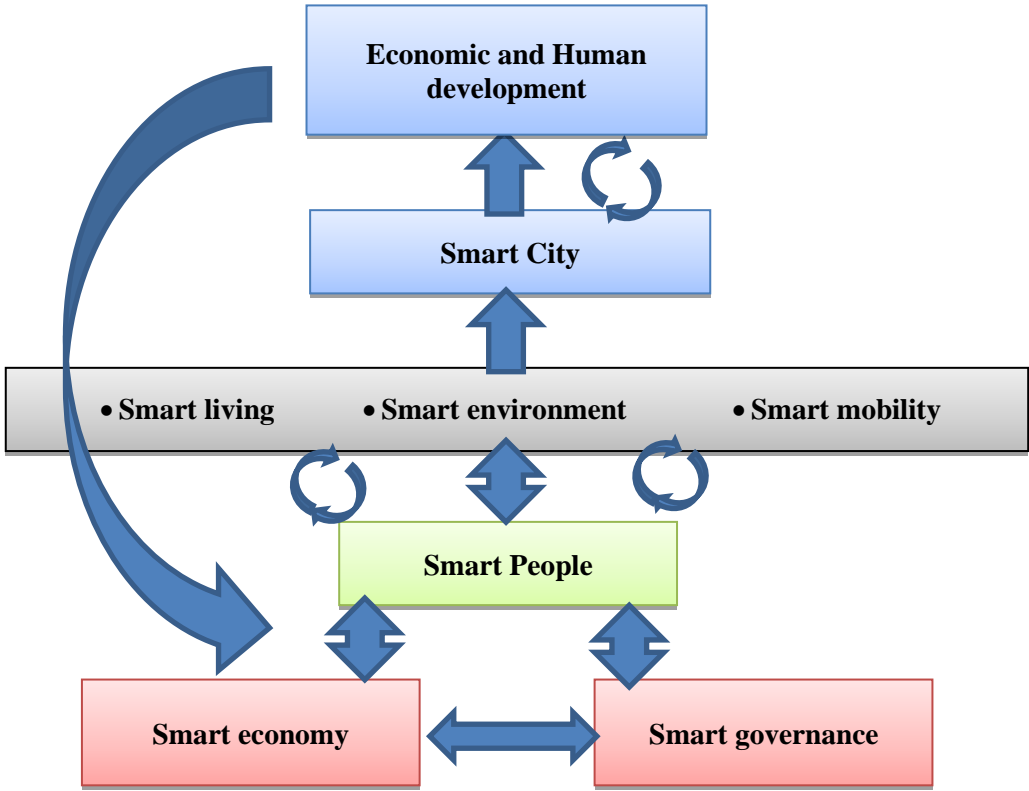 Economic and Human
development
Smart City
• Smart living • Smart environment • Smart mobility
Smart People
Smart economy
Smart governance